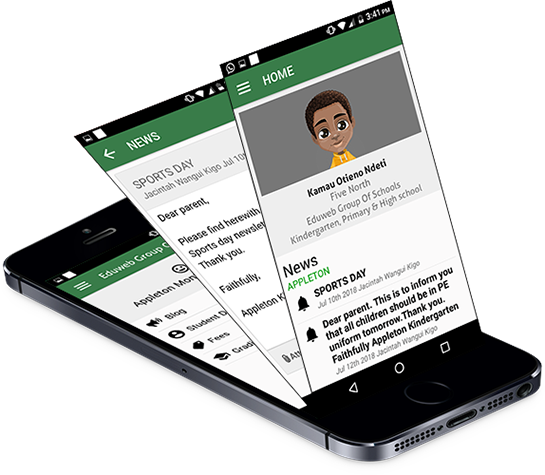 3:41 PM
HOME
Kamau Otieno Ndeti
Five North
Eduweb Group Of Schools
Kindergarten, Primary & High school
News
APPLETON
SPORTS DAY
Jul 10th 2018 Jacintah Wangui Kigo
Dear parent. This is to inform you
that all children should be in PE
uniform tomorrow.Thank you.
Faithfully Appleton Kindergarten
Jul 12th 2018 Jacintah Wangui Kigo
NEWS
SPORTS DAY
Jacintah Wangui Kigo Jul 10
Dear parent,
Please find herewith
Sports day
Thank you.
Faithfully,
Appleton
Eduweb Group
Appleton
Blog
Student
Fees